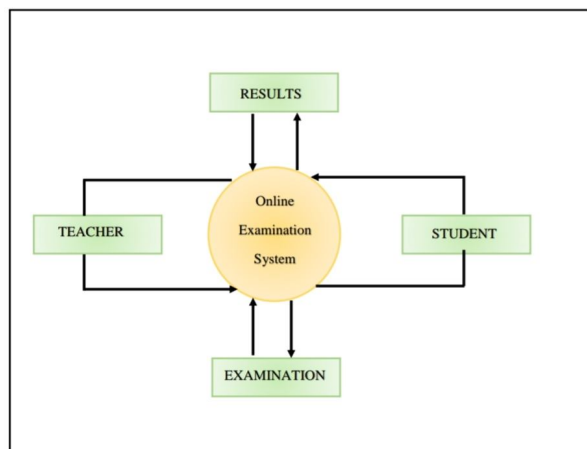 RESULTS
Online
Examination
System
TEACHER
STUDENT
EXAMINATION